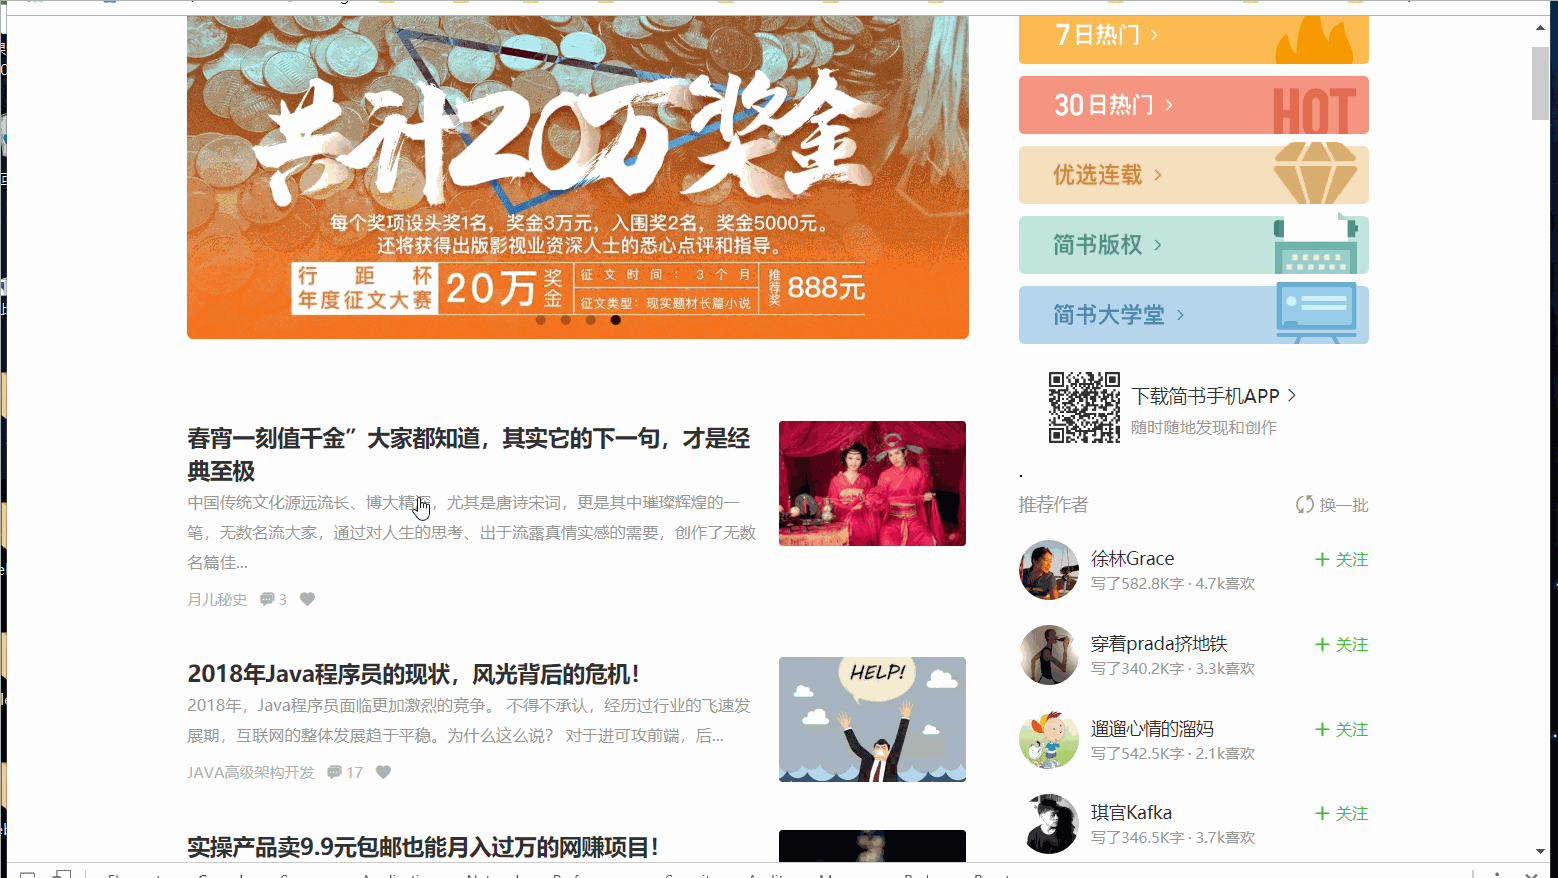 共计20万奖金
每个奖项设头奖1名，奖金3万元，入围奖2名，奖金5000元。
还将获得出版影视业资深人士的悉心点评和指导。
行距杯
年度征文大赛
20万
奖金
征文时间：3个月
征文类型：现实题材长篇小说
推荐奖
888元
7日热门
30日热门
HOT
优选连载
简书版权
简书大学堂
下载简书手机APP
随时随地发现和创作
.
推荐作者
换一批
徐林Grace
+ 关注
写了582.8K字 · 4.7k喜欢
穿着prada挤地铁
+ 关注
写了340.2K字 · 3.3k喜欢
遛遛心情的溜妈
+ 关注
写了542.5K字 · 2.1k喜欢
琪官Kafka
+ 关注
写了346.5K字 · 3.7k喜欢
春宵一刻值千金”大家都知道，其实它的下一句，才是经
典至极
中国传统文化源远流长、博大精深，尤其是唐诗宋词，更是其中璀璨辉煌的一
笔，无数名流大家，通过对人生的思考、出于流露真情实感的需要，创作了无数
名篇佳...
月儿秘史 3
2018年Java程序员的现状，风光背后的危机！
2018年，Java程序员面临更加激烈的竞争。 不得不承认，经历过行业的飞速发
展期，互联网的整体发展趋于平稳。为什么这么说？ 对于进可攻前端，后...
JAVA高级架构开发 17
HELP!
实操产品卖9.9元包邮也能月入过万的网赚项目！